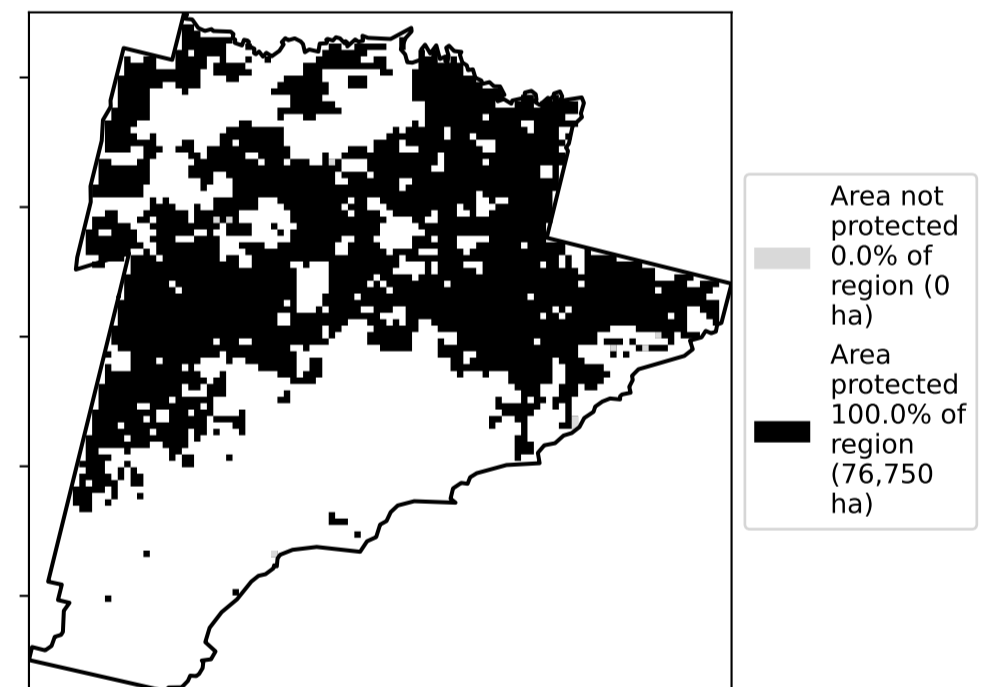 Area not
protected
0.0% of
region (0
ha)
Area
protected
100.0% of
region
(76,750
ha)